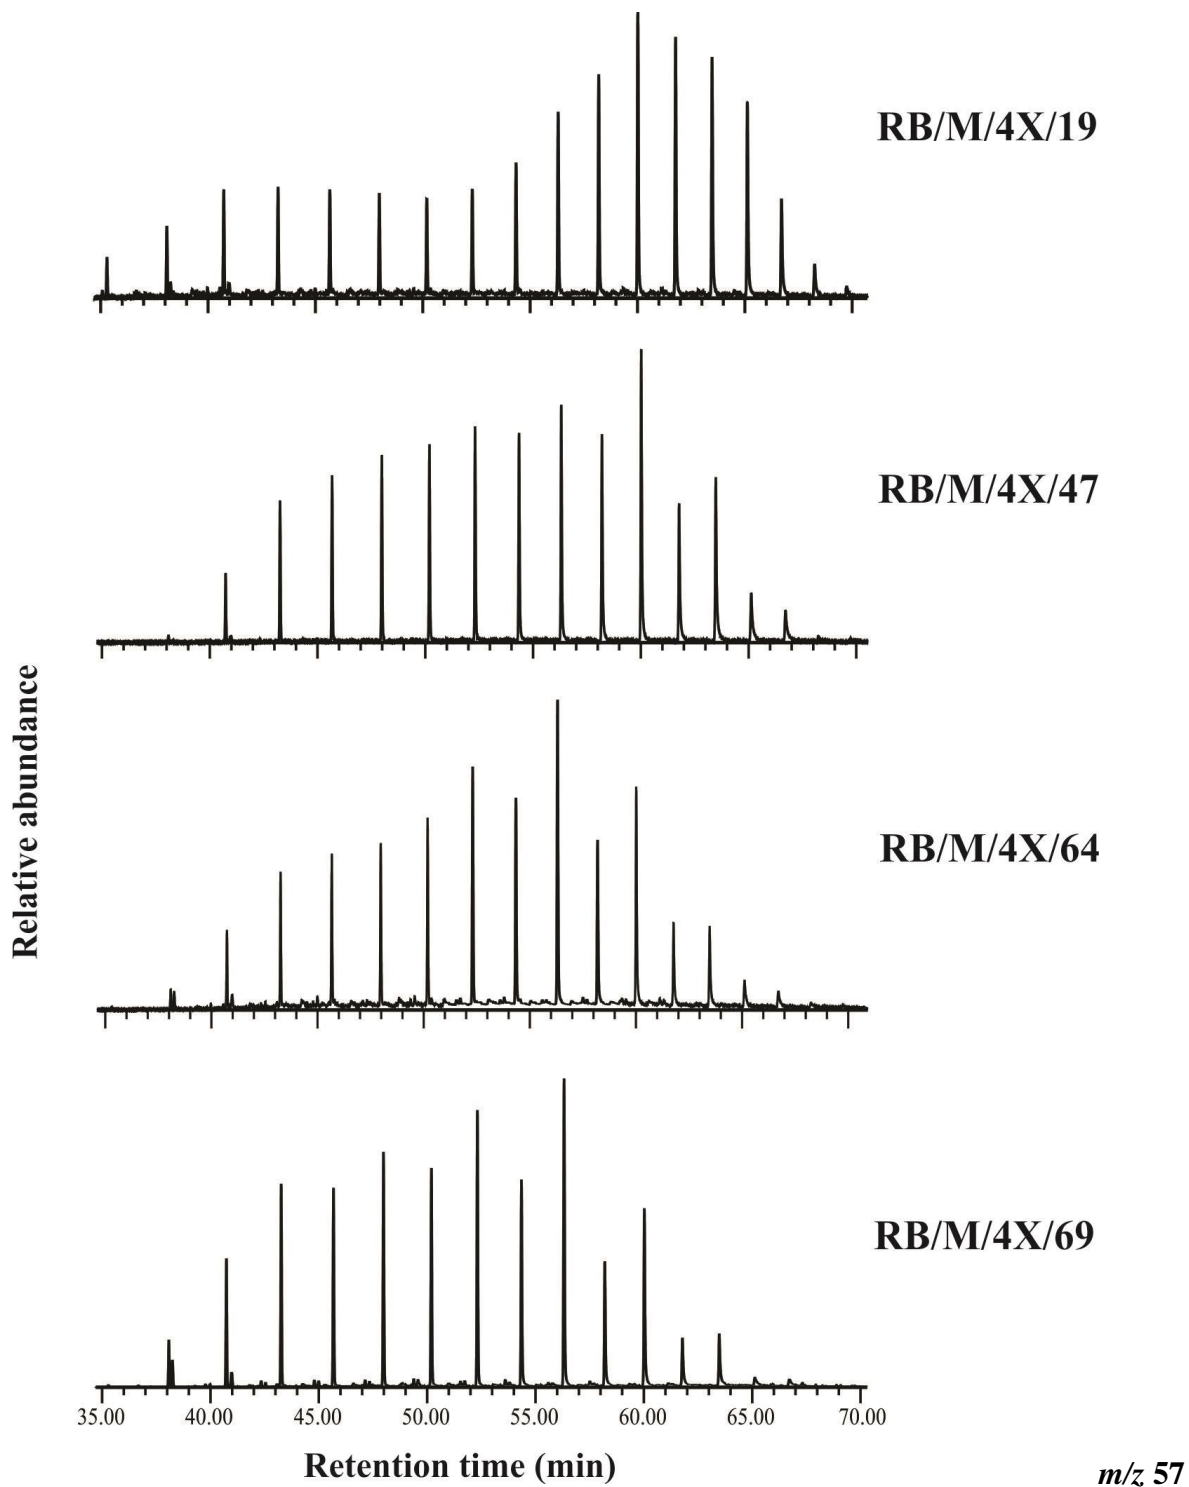 RB/M/4X/19
RB/M/4X/47
Relative abundance
RB/M/4X/64
RB/M/4X/69
35.00 40.00 45.00 50.00 55.00 60.00 65.00 70.00
Retention time (min)
m/z 57